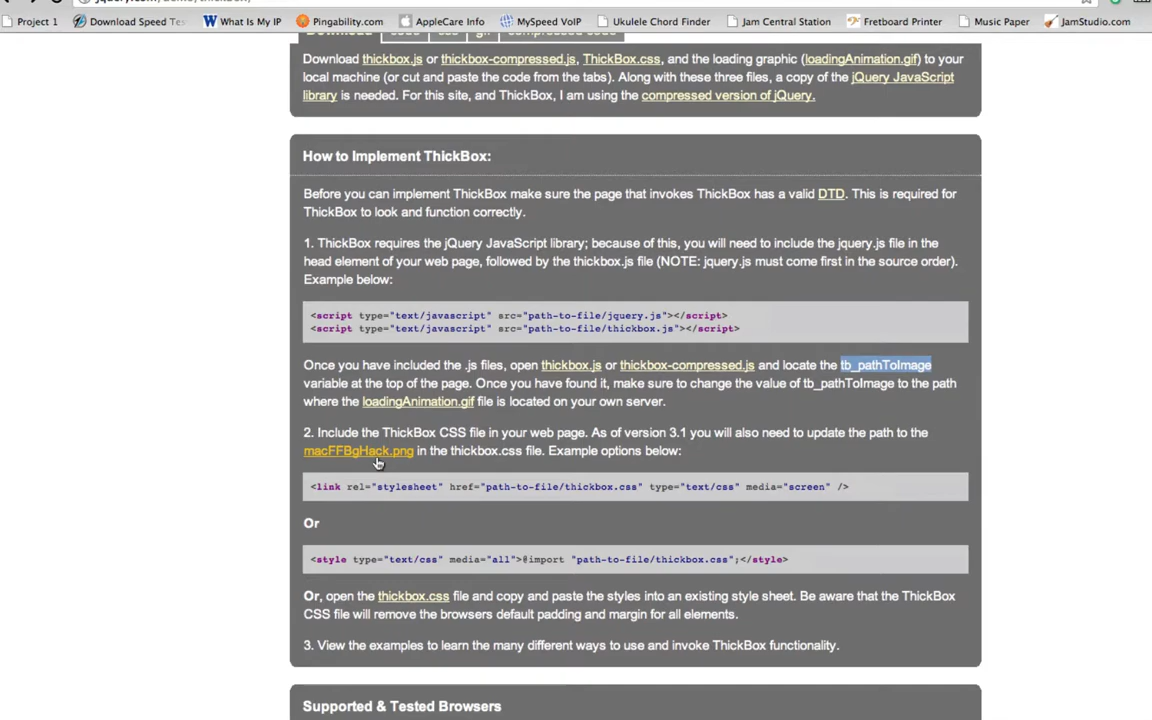 Project 1 Download Speed Te What Is My IP Pingability.com AppleCare Info MySpeed VoIP Ukulele Chord Finder Jam Central Station Fretboard Printer Music Paper JamStudio.com
Download thickbox.js or thickbox-compressed.js, ThickBox.css, and the loading graphic (loadingAnimation.gif) to your
local machine (or cut and paste the code from the tabs). Along with these three files, a copy of the jQuery JavaScript
library is needed. For this site, and ThickBox, I am using the compressed version of jQuery.
How to Implement ThickBox:
Before you can implement ThickBox make sure the page that invokes ThickBox has a valid DTD. This is required for
ThickBox to look and function correctly.
1. ThickBox requires the jQuery JavaScript library; because of this, you will need to include the jquery.js file in the
head element of your web page, followed by the thickbox.js file (NOTE: jquery.js must come first in the source order).
Example below:
<script type="text/javascript" src="path-to-file/jquery.js"></script>
<script type="text/javascript" src="path-to-file/thickbox.js"></script>
Once you have included the .js files, open thickbox.js or thickbox-compressed.js and locate the tb_pathToImage
variable at the top of the page. Once you have found it, make sure to change the value of tb_pathToImage to the path
where the loadingAnimation.gif file is located on your own server.
2. Include the ThickBox CSS file in your web page. As of version 3.1 you will also need to update the path to the
macFFBgHack.png in the thickbox.css file. Example options below:
<link rel="stylesheet" href="path-to-file/thickbox.css" type="text/css" media="screen" />
Or
<style type="text/css" media="all">@import "path-to-file/thickbox.css";</style>
Or, open the thickbox.css file and copy and paste the styles into an existing style sheet. Be aware that the ThickBox
CSS file will remove the browsers default padding and margin for all elements.
3. View the examples to learn the many different ways to use and invoke ThickBox functionality.
Supported & Tested Browsers